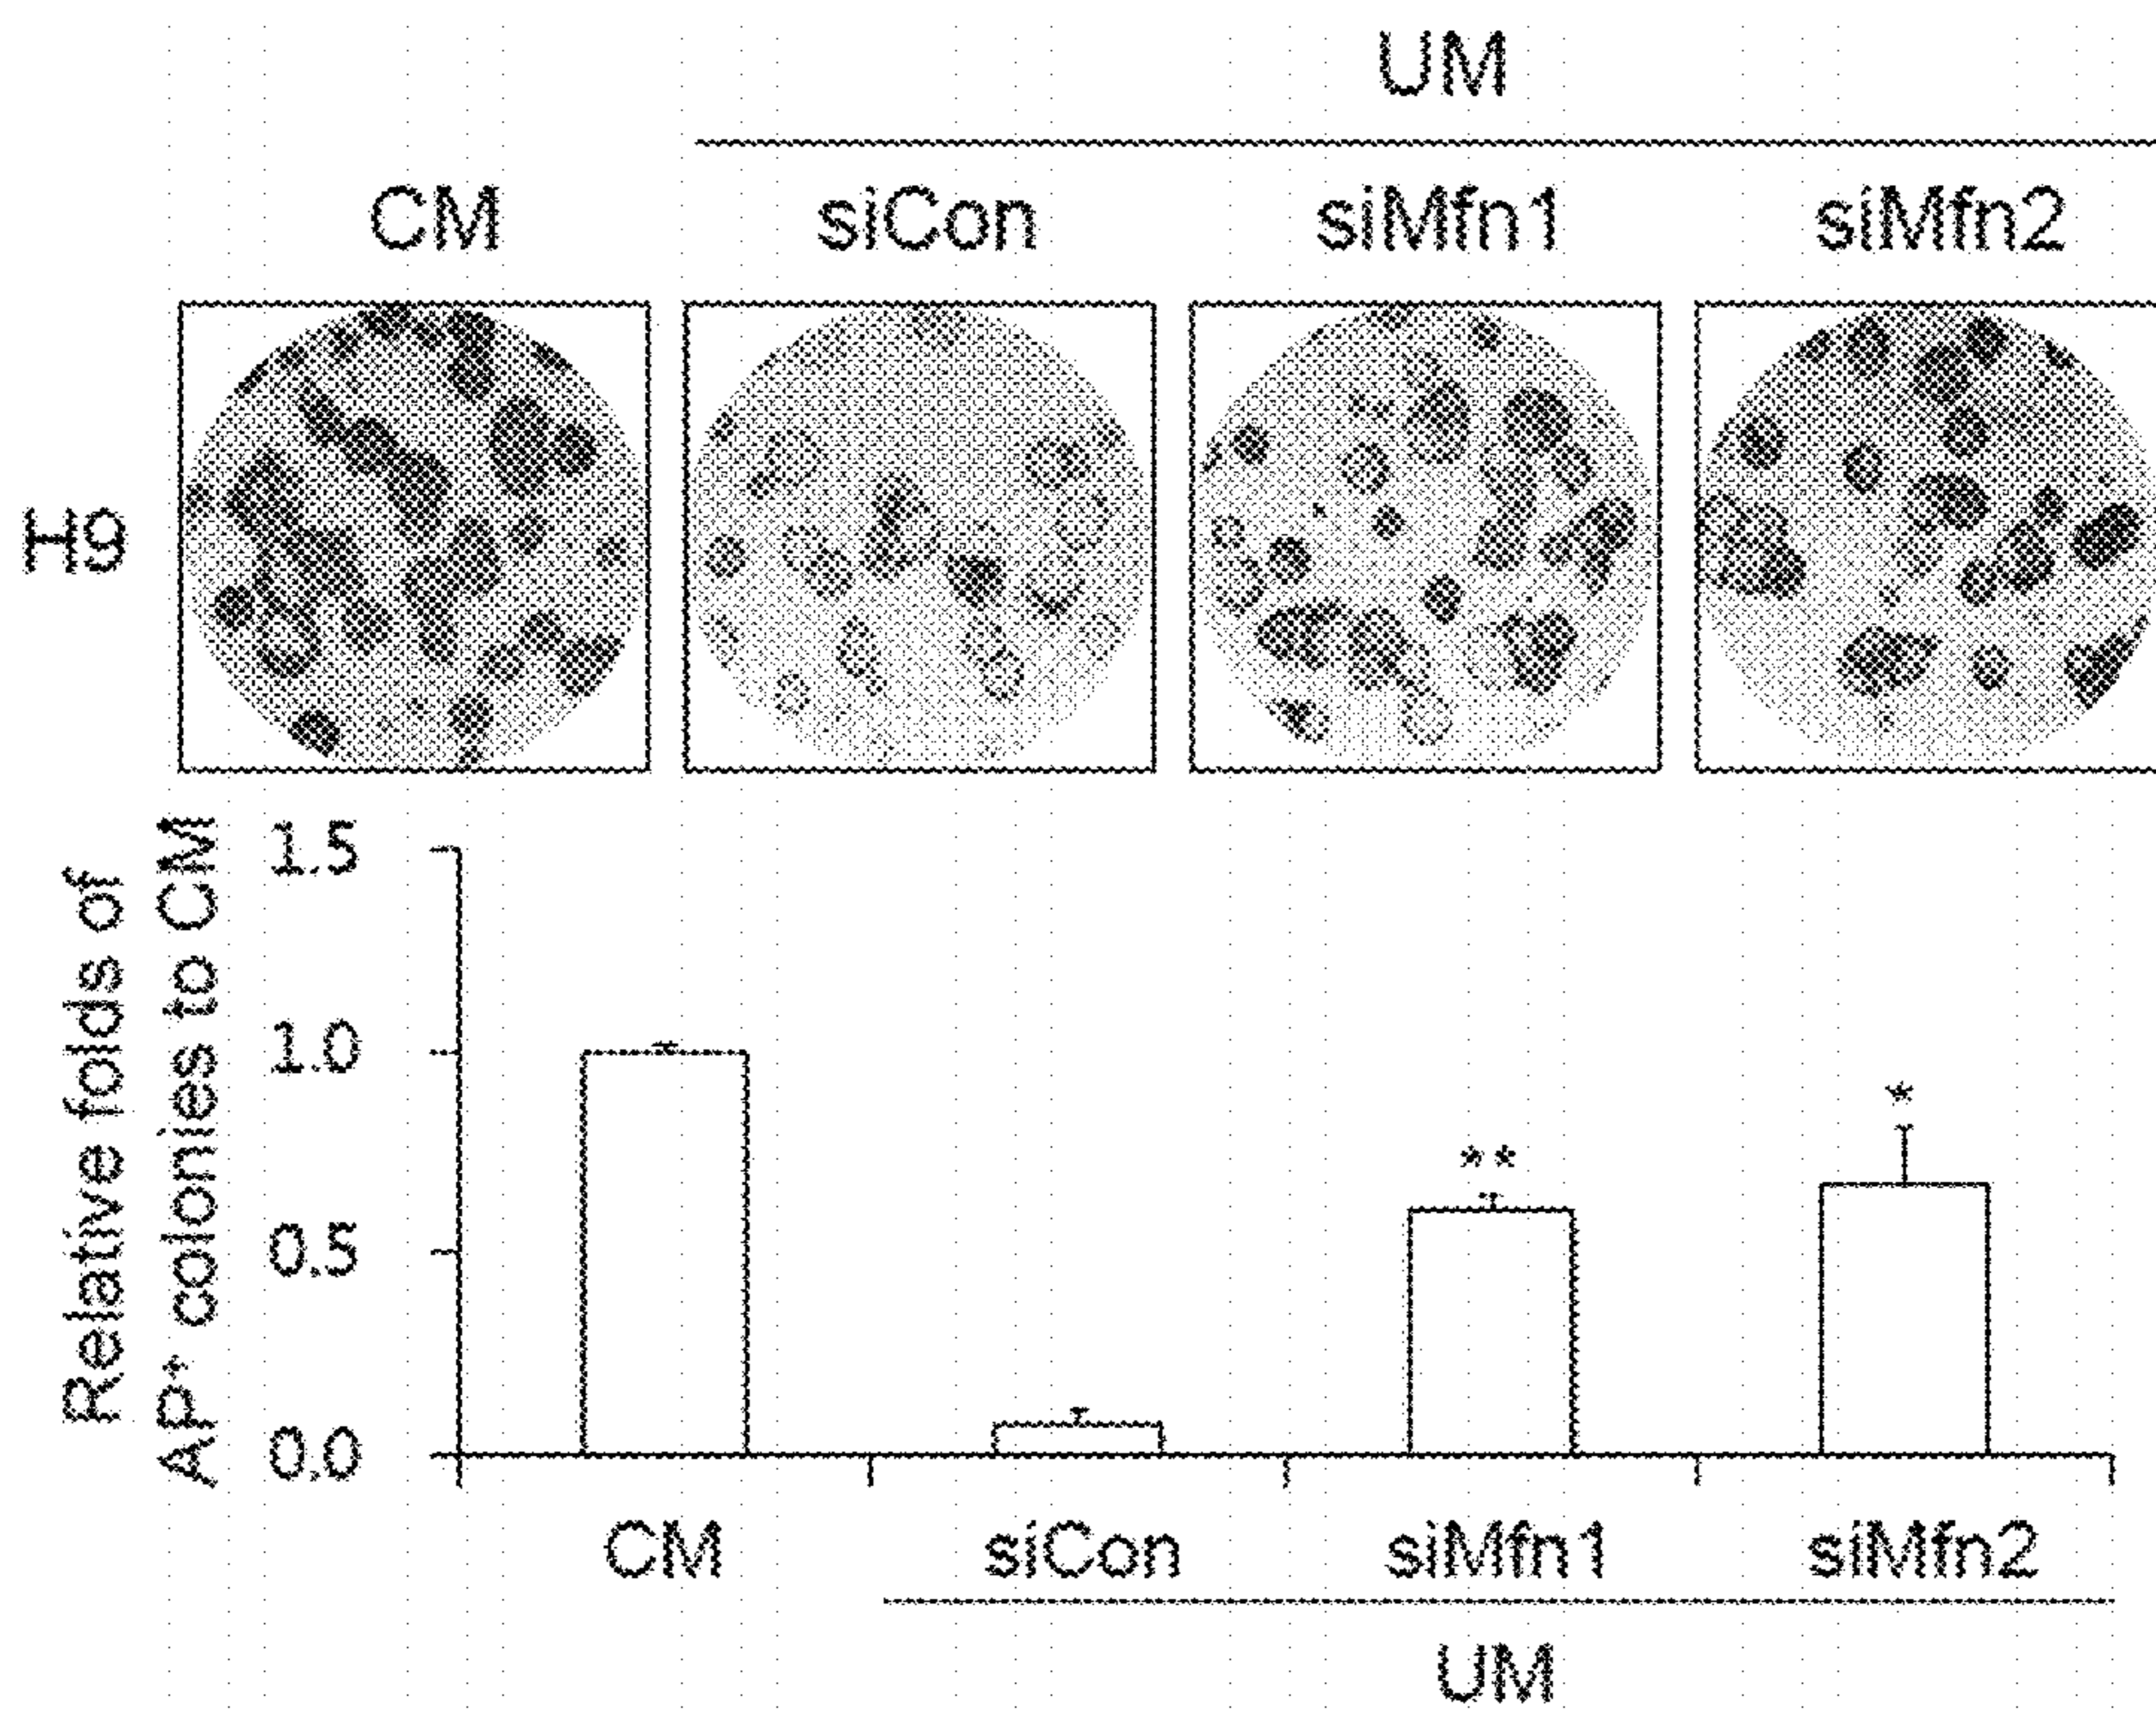 UM
CM siCon siMfn1 siMfn2
H9
Relative folds of
AP+ colonies to CM
1.5
1.0
0.5
0.0
**
*
CM siCon siMfn1 siMfn2
UM